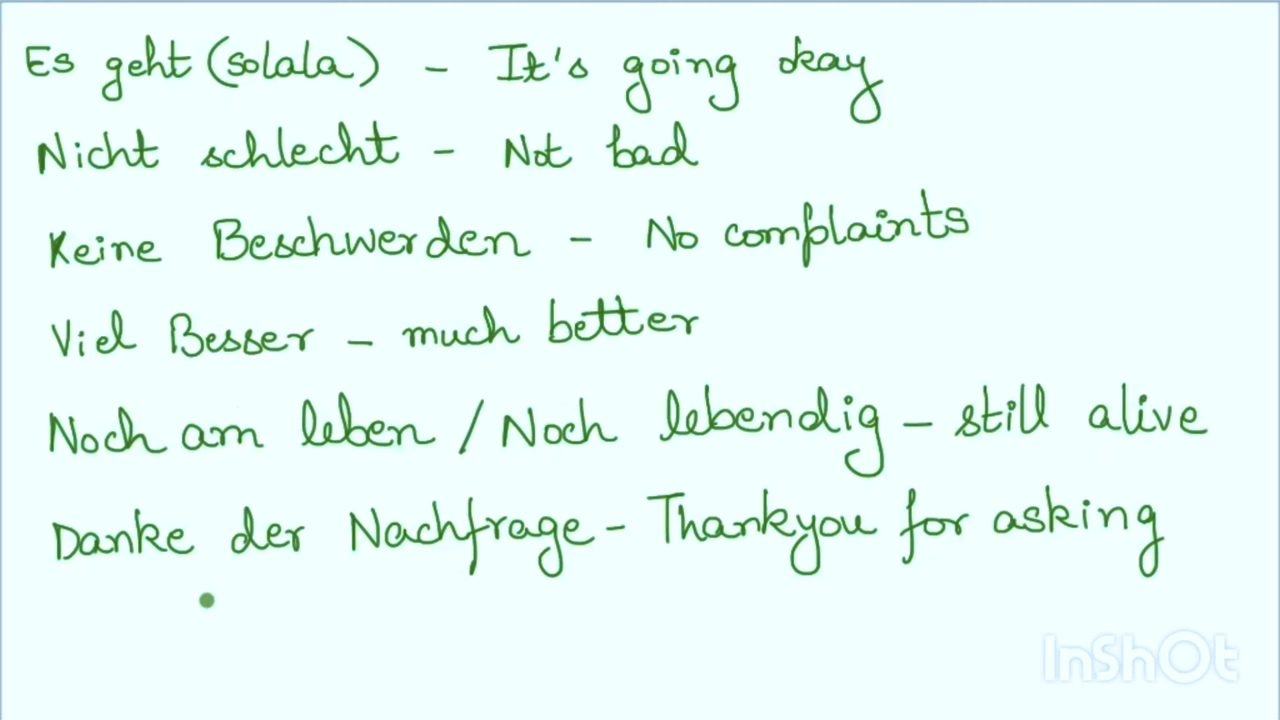 Es geht (solala) - It's going okay
Nicht schlecht - Not bad
Keine Beschwerden - No complaints
Viel Besser - much better
Noch am leben / Noch lebendig - still alive
Danke der Nachfrage - Thankyou for asking
InShOt